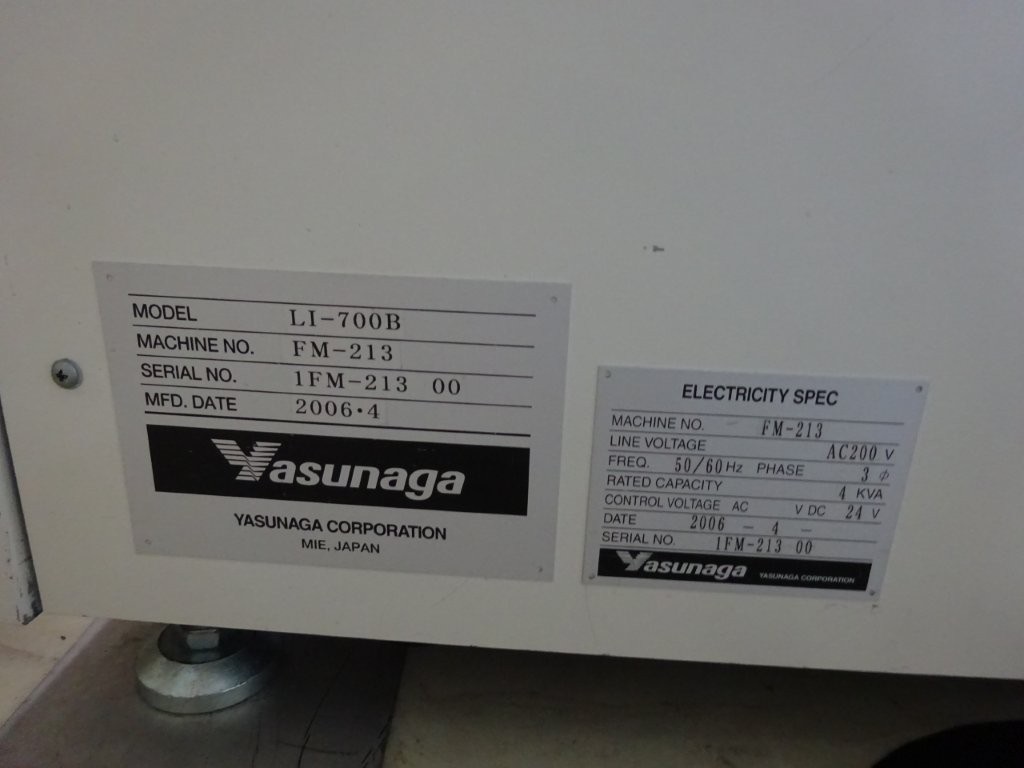 MODEL LI-700B
MACHINE NO. FM-213
SERIAL NO. 1FM-213 00
MFD. DATE 2006・4
Yasunaga
YASUNAGA CORPORATION
MIE, JAPAN
ELECTRICITY SPEC
MACHINE NO. FM-213
LINE VOLTAGE AC200 V
FREQ. 50/60Hz PHASE 3 φ
RATED CAPACITY 4 KVA
CONTROL VOLTAGE AC V DC 24 V
DATE 2006 - 4 -
SERIAL NO. 1FM-213 00
Yasunaga YASUNAGA CORPORATION